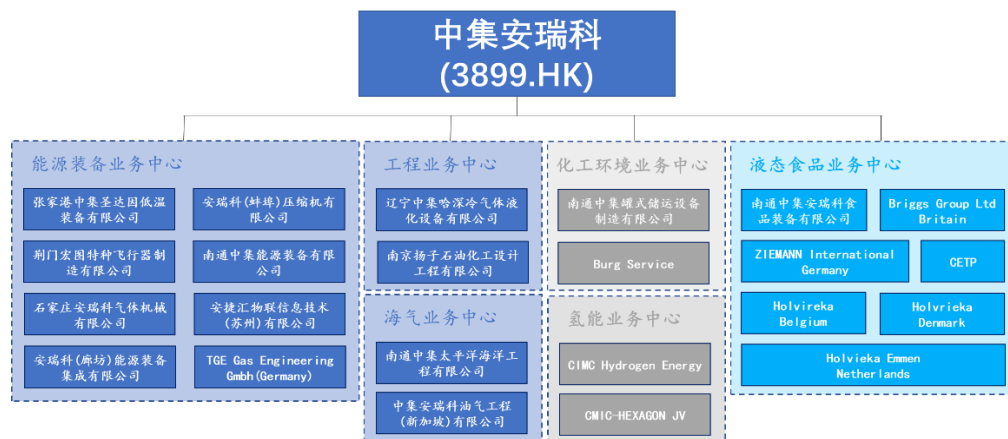 中集安瑞科
(3899.HK)
能源装备业务中心
张家港中集圣达因低温
装备有限公司
安瑞科(蚌埠)压缩机有
限公司
荆门宏图特种飞行器制
造有限公司
南通中集能源装备有限
公司
石家庄安瑞科气体机械
有限公司
安捷汇物联信息技术
(苏州)有限公司
安瑞科(廊坊)能源装备
集成有限公司
TGE Gas Engineering
Gmbh(Germany)
工程业务中心
辽宁中集哈深冷气体液
化设备有限公司
南京扬子石油化工设计
工程有限公司
海气业务中心
南通中集太平洋海洋工
程有限公司
中集安瑞科油气工程
(新加坡)有限公司
化工环境业务中心
南通中集罐式储运设备
制造有限公司
Burg Service
氢能业务中心
CIMC Hydrogen Energy
CMIC-HEXAGON JV
液态食品业务中心
南通中集安瑞科食
品装备有限公司
Briggs Group Ltd
Britain
ZIEMANN International
Germany
CETP
Holvireka
Belgium
Holvrieka
Denmark
Holvieka Emmen
Netherlands